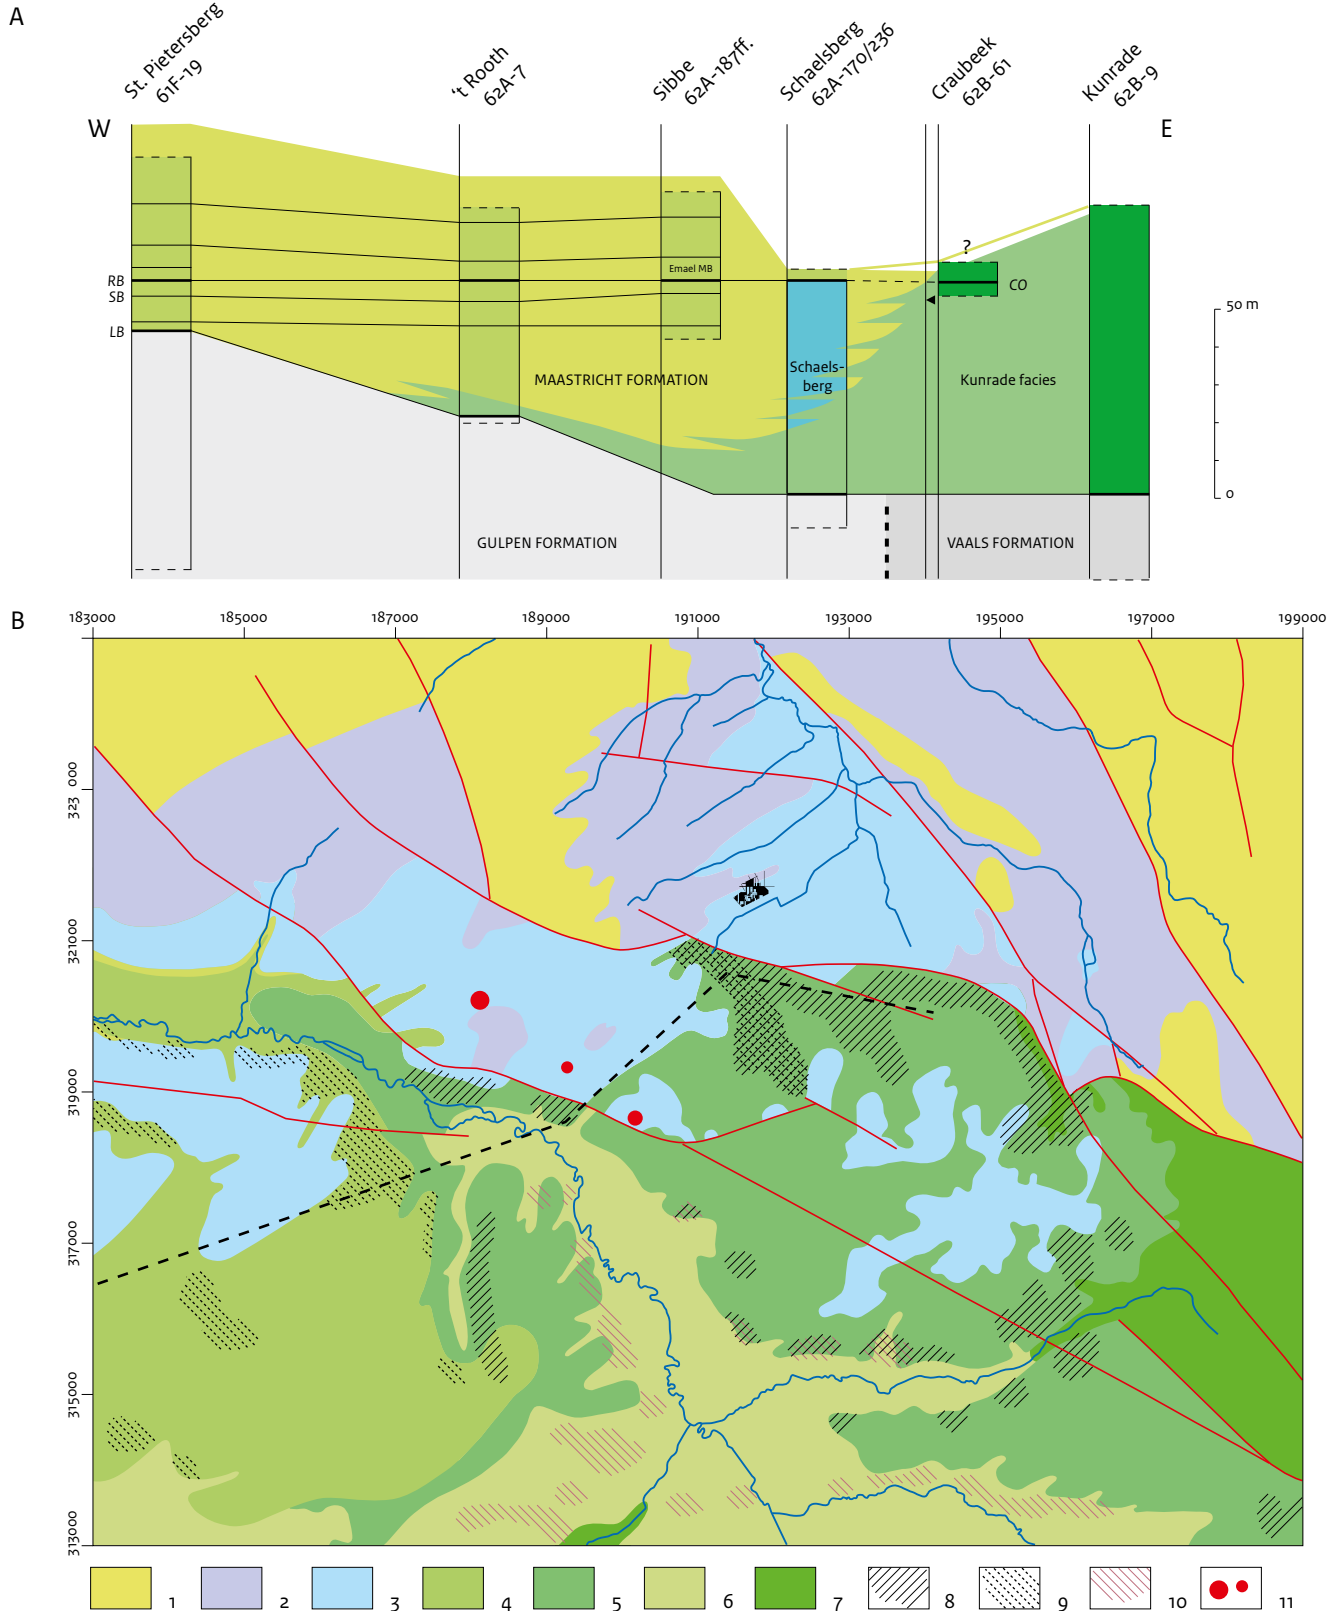 A
St. Pietersberg
61F-19
't Rooth
62A-7
Sibbe
62A-187ff.
Schaelsberg
62A-170/236
Craubeek
62B-61
Kunrade
62B-9
W
E
?
Emael MB
RB
SB
LB
CO
50 m
0
Schaels-
berg
MAASTRICHT FORMATION
Kunrade facies
GULPEN FORMATION
VAALS FORMATION
B
183000 185000 187000 189000 191000 193000 195000 197000 199000
323 000
321000
319000
317000
315000
313000
1 2 3 4 5 6 7 8 9 10 11